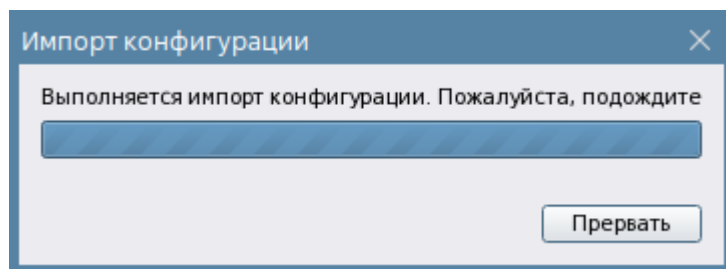 Импорт конфигурации
Выполняется импорт конфигурации. Пожалуйста, подождите
Прервать